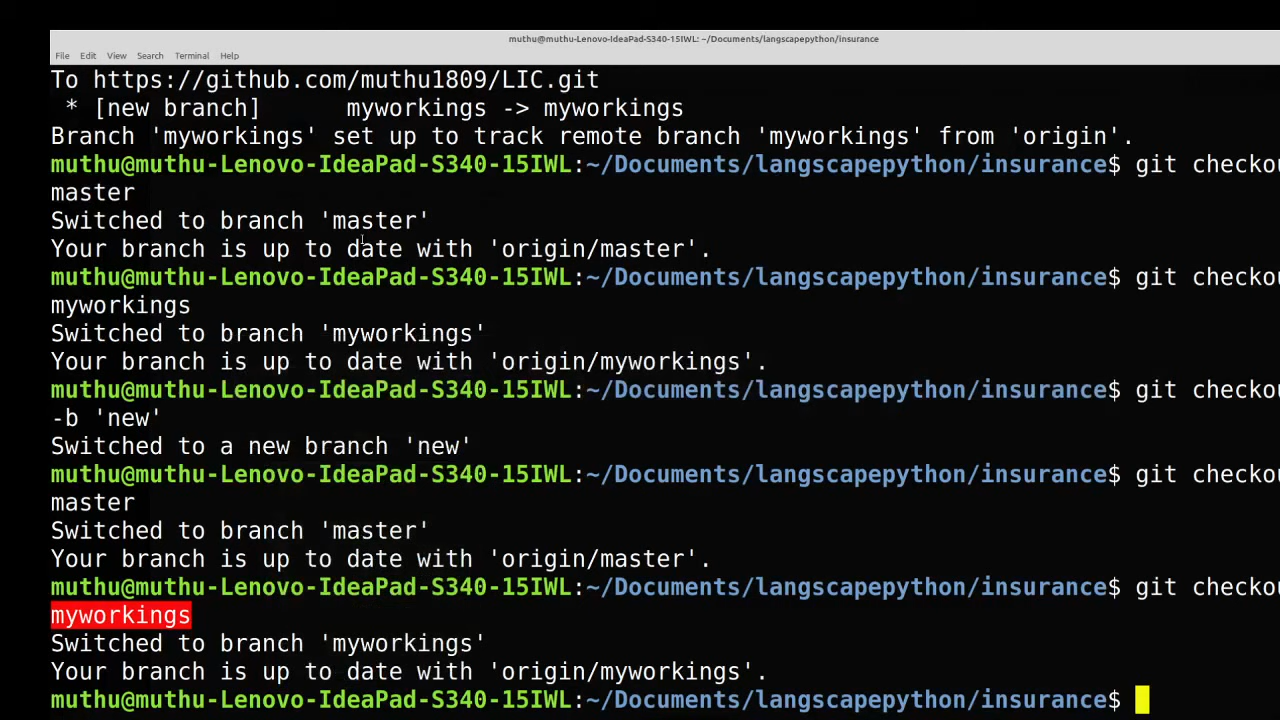 muthu@muthu-Lenovo-IdeaPad-S340-15IWL: ~/Documents/langscapepython/insurance
File Edit View Search Terminal Help
To https://github.com/muthu1809/LIC.git
* [new branch] myworkings -> myworkings
Branch 'myworkings' set up to track remote branch 'myworkings' from 'origin'.
muthu@muthu-Lenovo-IdeaPad-S340-15IWL:~/Documents/langscapepython/insurance$ git checkou
master
Switched to branch 'master'
Your branch is up to date with 'origin/master'.
muthu@muthu-Lenovo-IdeaPad-S340-15IWL:~/Documents/langscapepython/insurance$ git checkou
myworkings
Switched to branch 'myworkings'
Your branch is up to date with 'origin/myworkings'.
muthu@muthu-Lenovo-IdeaPad-S340-15IWL:~/Documents/langscapepython/insurance$ git checkou
-b 'new'
Switched to a new branch 'new'
muthu@muthu-Lenovo-IdeaPad-S340-15IWL:~/Documents/langscapepython/insurance$ git checkou
master
Switched to branch 'master'
Your branch is up to date with 'origin/master'.
muthu@muthu-Lenovo-IdeaPad-S340-15IWL:~/Documents/langscapepython/insurance$ git checkou
myworkings
Switched to branch 'myworkings'
Your branch is up to date with 'origin/myworkings'.
muthu@muthu-Lenovo-IdeaPad-S340-15IWL:~/Documents/langscapepython/insurance$